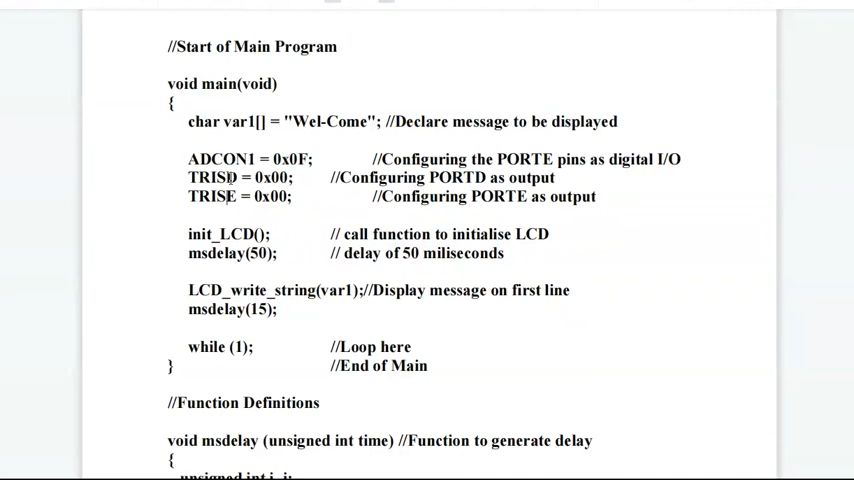 //Start of Main Program
void main(void)
{
char var1[] = "Wel-Come"; //Declare message to be displayed
ADCON1 = 0x0F; //Configuring the PORTE pins as digital I/O
TRISD = 0x00; //Configuring PORTD as output
TRISE = 0x00; //Configuring PORTE as output
init_LCD(); // call function to initialise LCD
msdelay(50); // delay of 50 miliseconds
LCD_write_string(var1);//Display message on first line
msdelay(15);
while (1); //Loop here
} //End of Main
//Function Definitions
void msdelay (unsigned int time) //Function to generate delay
{
unsigned int i, j;